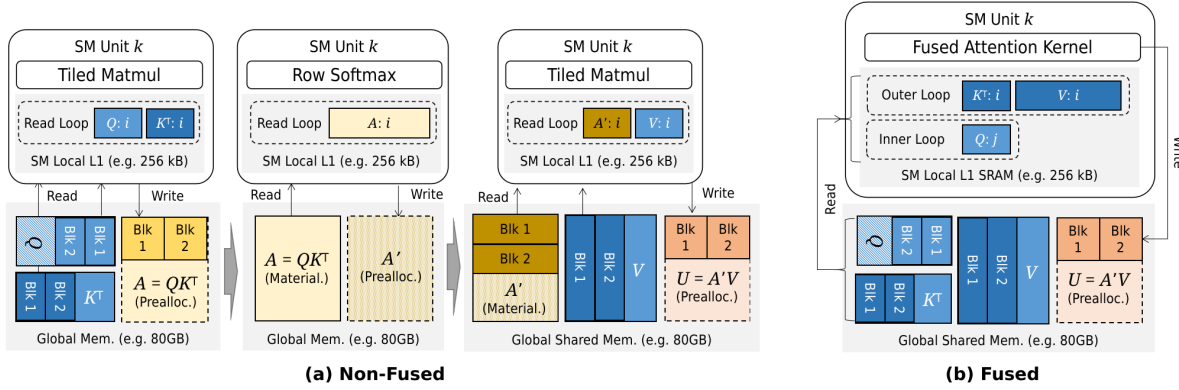 SM Unit k
Tiled Matmul
Read Loop
Q: i
Kᵀ: i
SM Local L1 (e.g. 256 kB)
Read
Write
Q
Blk 2
Blk 1
Blk 1
Blk 2
Kᵀ
Blk 1
Blk 2
A = QKᵀ
(Prealloc.)
Global Mem. (e.g. 80GB)
SM Unit k
Row Softmax
Read Loop
A: i
SM Local L1 (e.g. 256 kB)
Read
Write
A = QKᵀ
(Material.)
A'
(Prealloc.)
Global Mem. (e.g. 80GB)
SM Unit k
Tiled Matmul
Read Loop
A': i
V: i
SM Local L1 (e.g. 256 kB)
Read
Write
Blk 1
Blk 2
A'
(Material.)
Blk 1
Blk 2
V
Blk 1
Blk 2
U = A'V
(Prealloc.)
Global Shared Mem. (e.g. 80GB)
(a) Non-Fused
SM Unit k
Fused Attention Kernel
Outer Loop
Kᵀ: i
V: i
Inner Loop
Q: j
SM Local L1 SRAM (e.g. 256 kB)
Read
Write
Q
Blk 2
Blk 1
Blk 1
Blk 2
Kᵀ
Blk 1
Blk 2
V
Blk 1
Blk 2
U = A'V
(Prealloc.)
Global Shared Mem. (e.g. 80GB)
(b) Fused